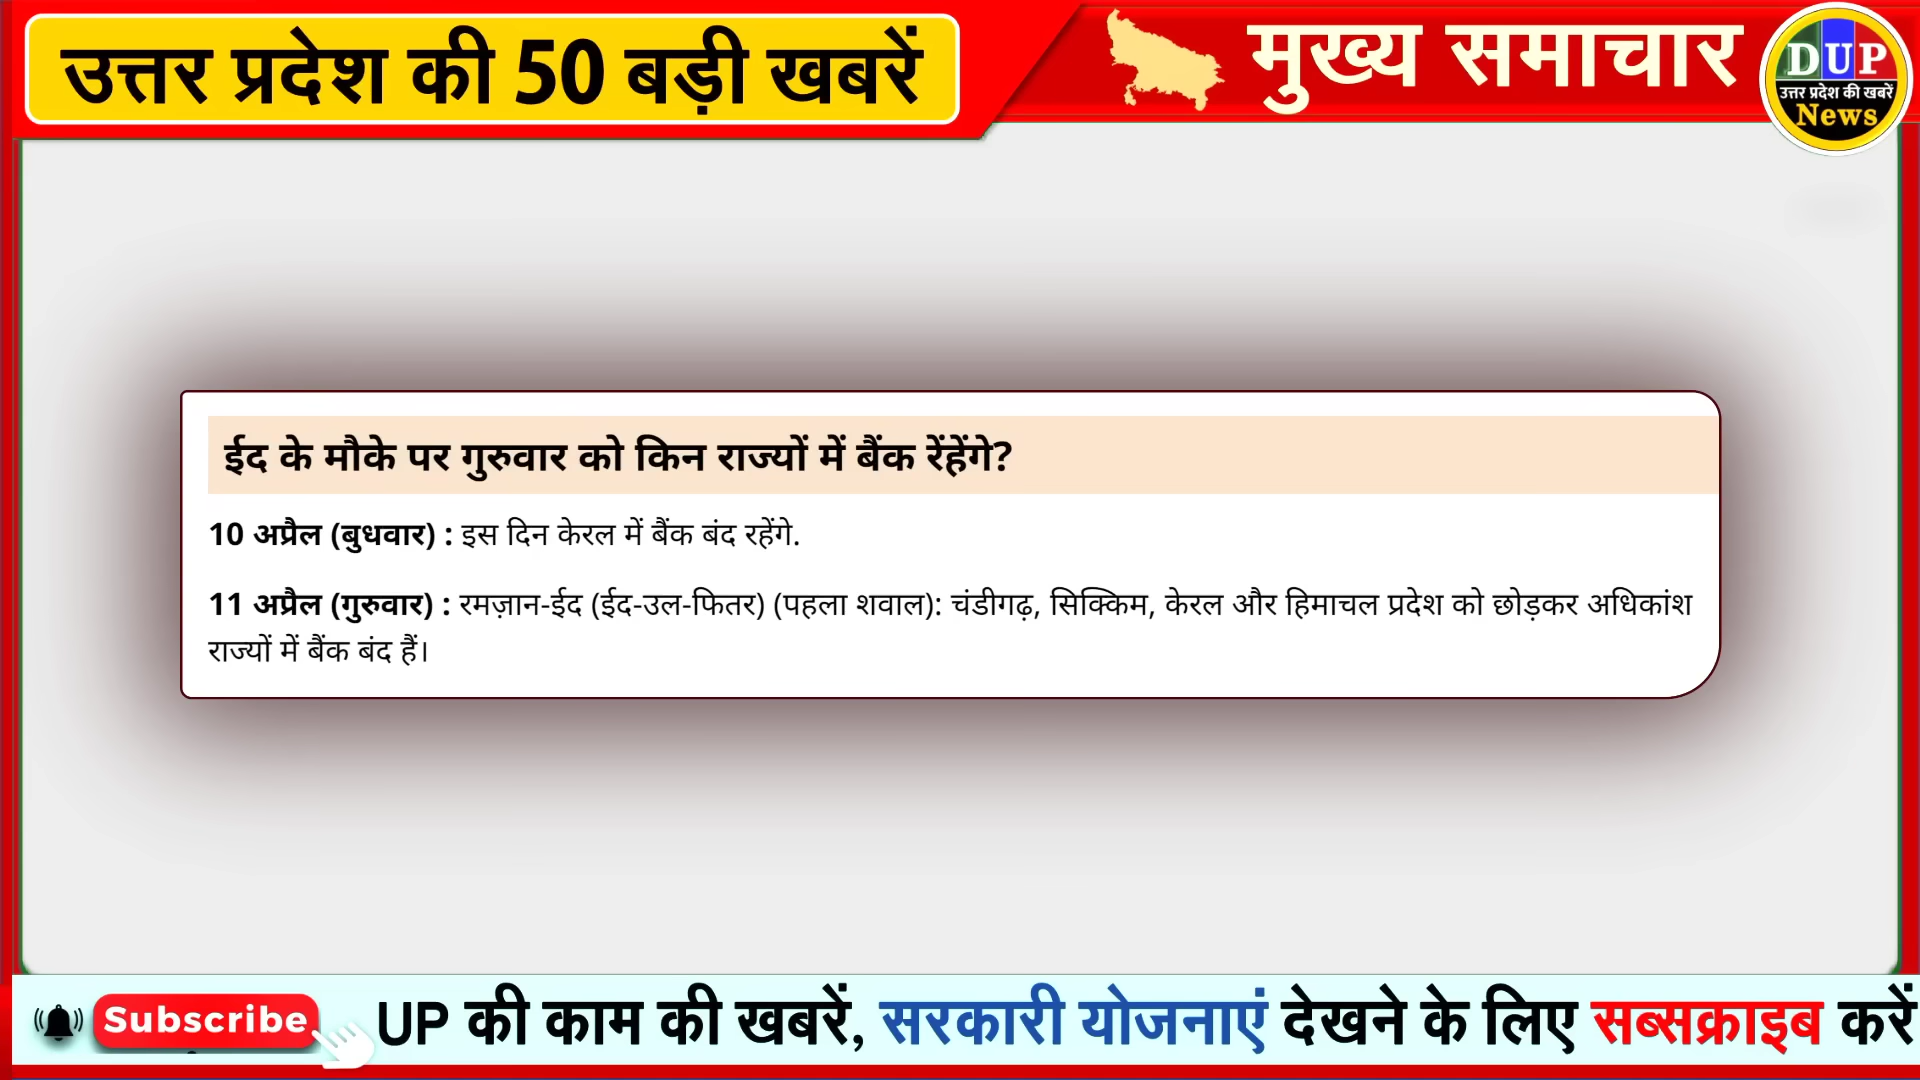 उत्तर प्रदेश की 50 बड़ी खबरें
मुख्य समाचार
DUP
उत्तर प्रदेश की खबरें
News
ईद के मौके पर गुरुवार को किन राज्यों में बैंक रेंहेंगे?
10 अप्रैल (बुधवार) : इस दिन केरल में बैंक बंद रहेंगे.
11 अप्रैल (गुरुवार) : रमज़ान-ईद (ईद-उल-फितर) (पहला शवाल): चंडीगढ़, सिक्किम, केरल और हिमाचल प्रदेश को छोड़कर अधिकांश
राज्यों में बैंक बंद हैं।
Subscribe
UP की काम की खबरें, सरकारी योजनाएं देखने के लिए सब्सक्राइब करें